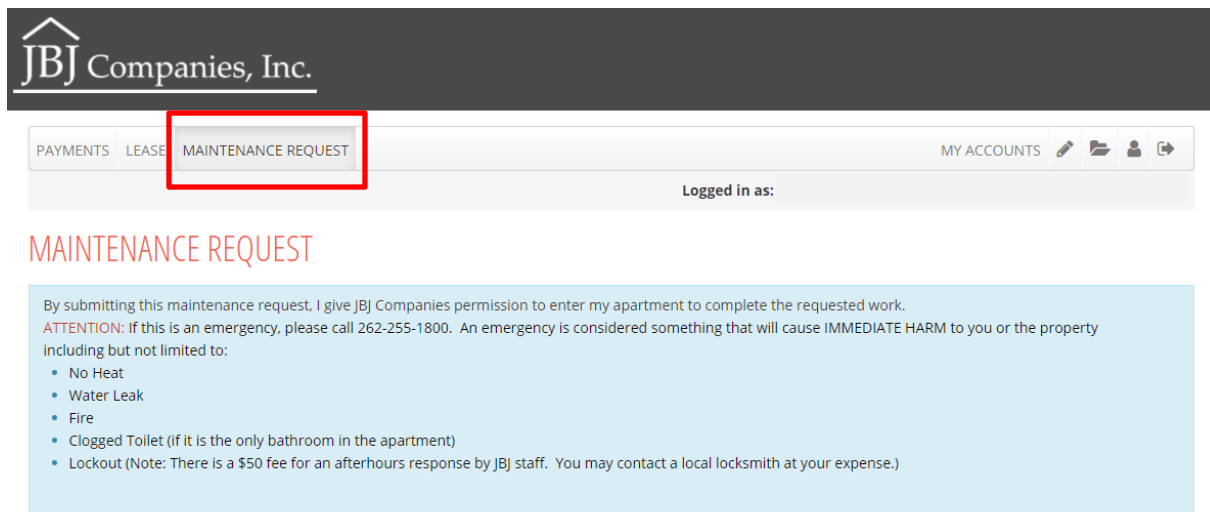 JBJ Companies, Inc.
PAYMENTS LEASE MAINTENANCE REQUEST MY ACCOUNTS
Logged in as:
MAINTENANCE REQUEST
By submitting this maintenance request, I give JBJ Companies permission to enter my apartment to complete the requested work.
ATTENTION: If this is an emergency, please call 262-255-1800. An emergency is considered something that will cause IMMEDIATE HARM to you or the property
including but not limited to:
• No Heat
• Water Leak
• Fire
• Clogged Toilet (if it is the only bathroom in the apartment)
• Lockout (Note: There is a $50 fee for an afterhours response by JBJ staff. You may contact a local locksmith at your expense.)